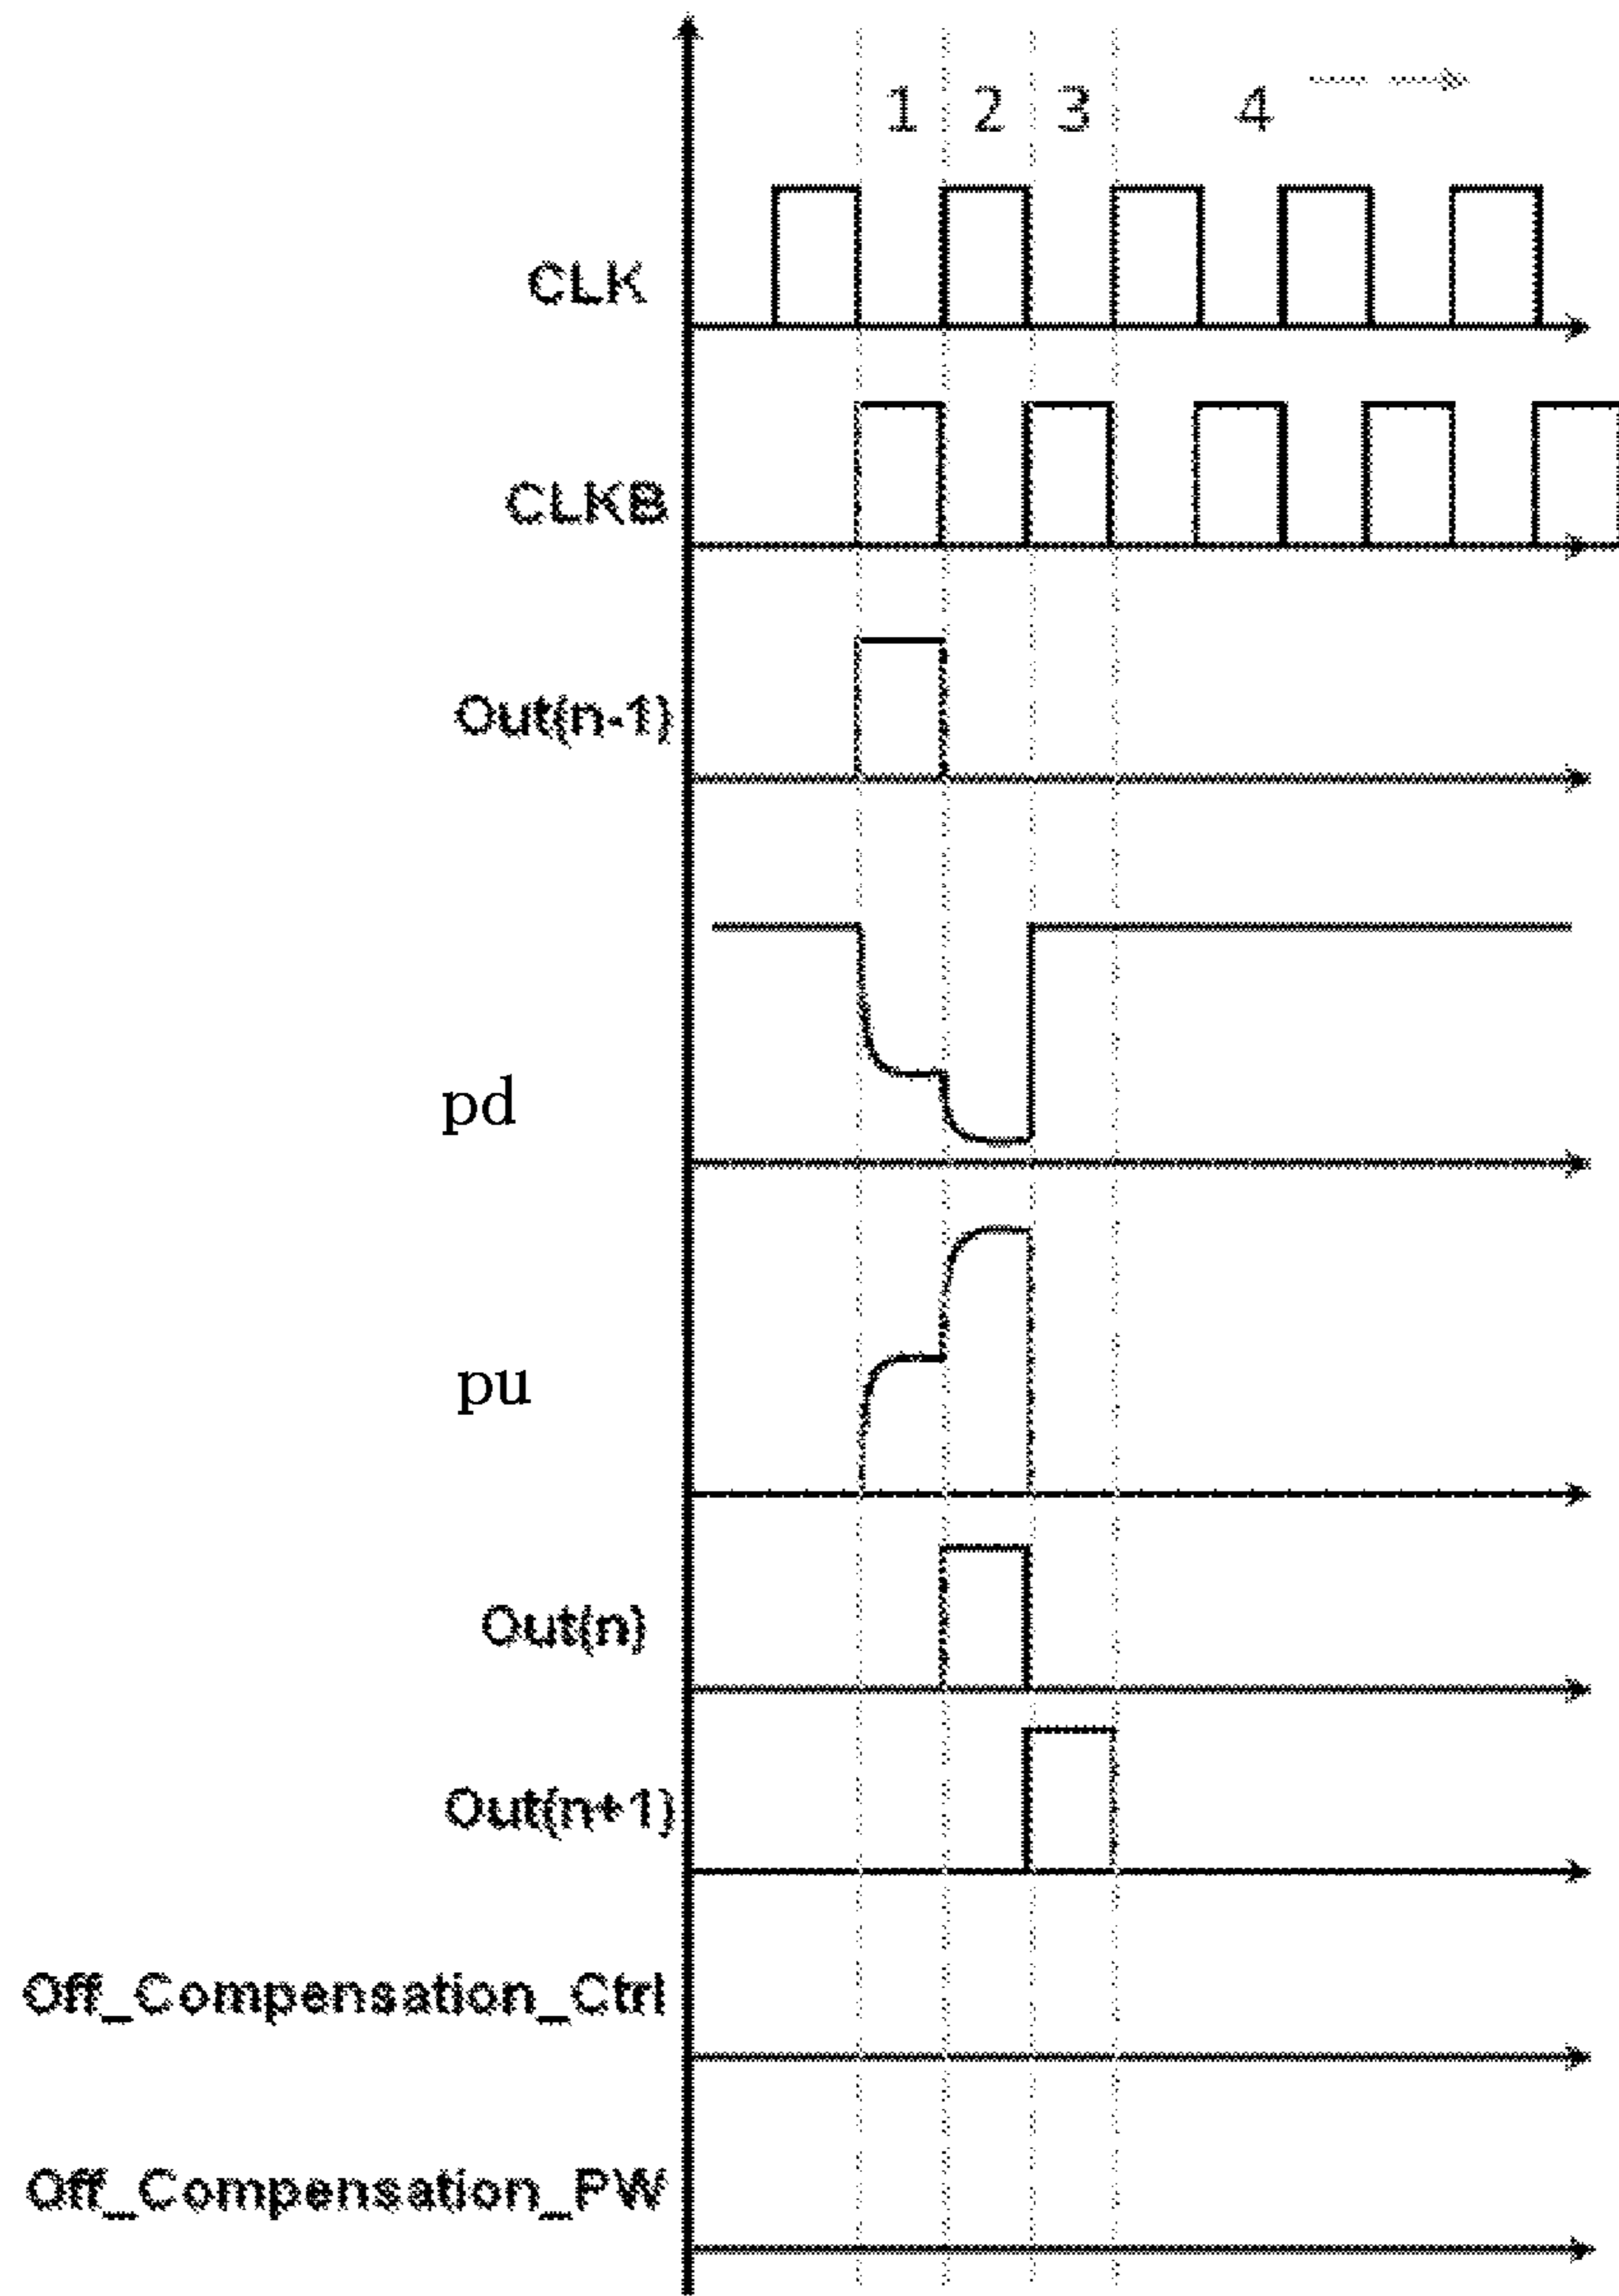 1 2 3 4
CLK
CLKB
Out(n-1)
pd
pu
Out(n)
Out(n+1)
Off_Compensation_Ctrl
Off_Compensation_PW